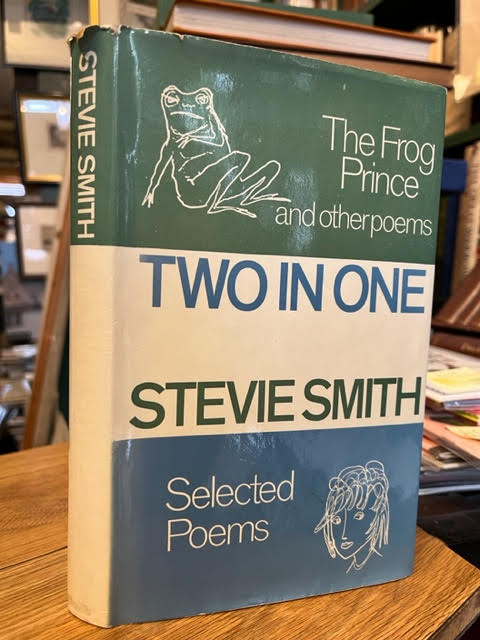 STEVIE SMITH
The Frog
Prince
and other poems
TWO IN ONE
STEVIE SMITH
Selected
Poems